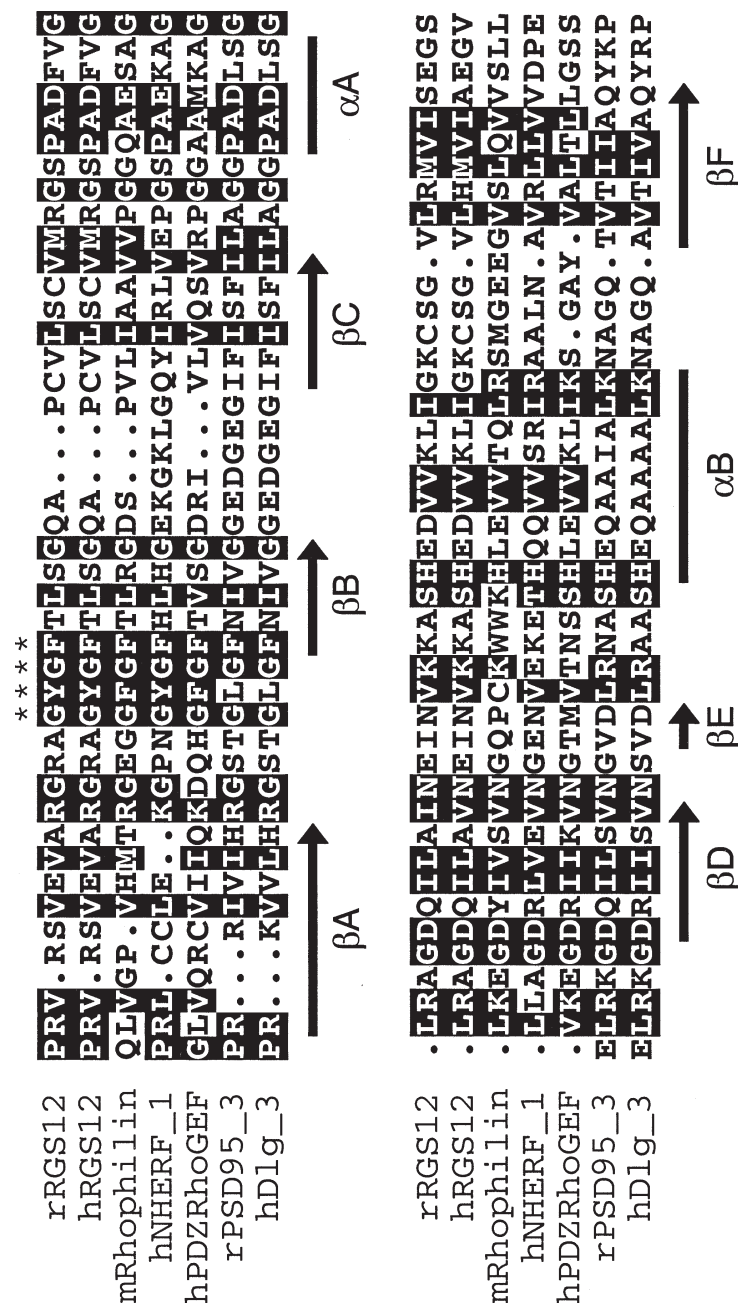 ****
rRGS12 PRV.RSVEVARGRAGYGFTLSGQA...PCVLSCVMRGSPADFVG
hRGS12 PRV.RSVEVARGRAGYGFTLSGQA...PCVLSCVMRGSPADFVG
mRhophilin QLVGP.VHMTRGEGGFGFTLRGDS...PVLIAAVVPGGQAESAG
hNHERF_1 PRL.CCLE..KGPNGYGFHLHGEKGKLGQYIRLVEPGSPAEKAG
hPDZRhoGEF GLVQRCVIIQKDQHGFGFTVSGDRI...VLVQSVRPGGAAMKAG
rPSD95_3 PR...RIVIHRGSTGLGFNIVGGEDGEGIFISFILAGGPADLSG
hDlg_3 PR...KVVLHRGSTGLGFNIVGGEDGEGIFISFILAGGPADLSG
βA βB βC αA
rRGS12 .LRAGDQILAINEINVKKASHEDVVKLIGKCSG.VLRMVISEGS
hRGS12 .LRAGDQILAVNEINVKKASHEDVVKLIGKCSG.VLHMVIAEGV
mRhophilin .LKEGDYIVSVNGQPCKWWKHLEVVTQLRSMGEEGVSLQVVSLL
hNHERF_1 .LLAGDRLVEVNGENVEKETHQQVVSRIRAALN.AVRLLVVDPE
hPDZRhoGEF .VKEGDRIIKVNGTMVTNSSHLEVVKLIKS.GAY.VALTLLGSS
rPSD95_3 ELRKGDQILSVNGVDLRNASHEQAAIALKNAGQ.TVTIIAQYKP
hDlg_3 ELRKGDRIISVNSVDLRAASHEQAAAALKNAGQ.AVTIVAQYRP
βD βE αB βF